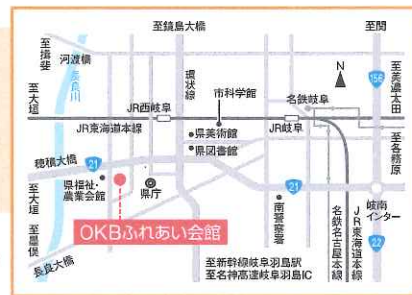 至鏡島大橋
至関
至揖斐
河渡橋
長良川
環状線
市科学館
名鉄岐阜
N
156
至美濃太田
至大垣
JR西岐阜
JR東海道本線
県美術館
県図書館
JR岐阜
至各務原
穂積大橋
21
県福祉・
農業会館
県庁
21
南警察署
岐南
インター
至大垣
至墨俣
OKBふれあい会館
長良大橋
至新幹線岐阜羽島駅
至名神高速岐阜羽島IC
名鉄名古屋本線
JR東海道本線
22